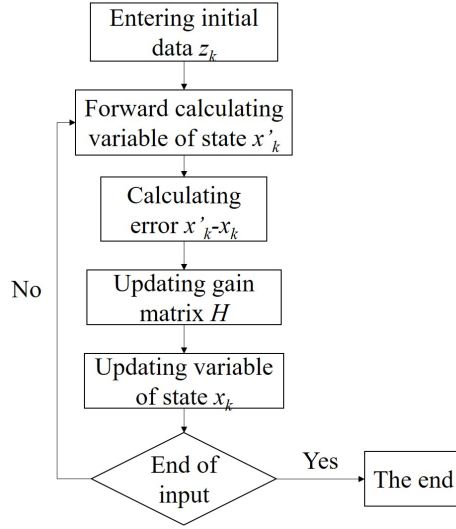 Entering initial
data z_k
Forward calculating
variable of state x'_k
Calculating
error x'_k-x_k
Updating gain
matrix H
Updating variable
of state x_k
No
End of
input
Yes
The end